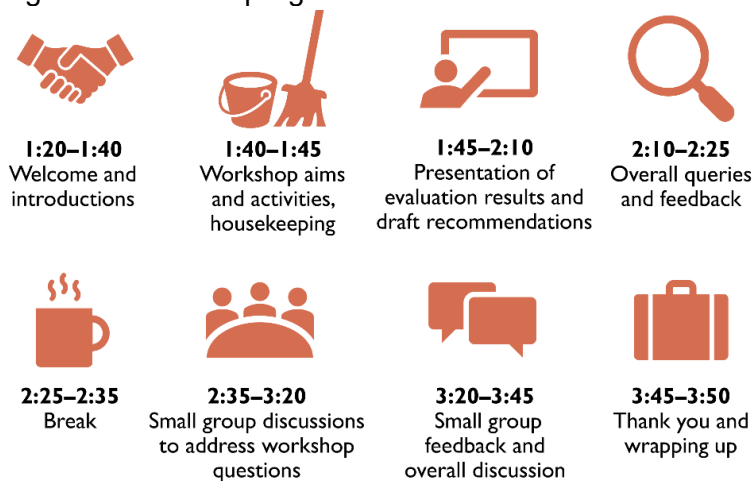 1:20–1:40
Welcome and
introductions
1:40–1:45
Workshop aims
and activities,
housekeeping
1:45–2:10
Presentation of
evaluation results and
draft recommendations
2:10–2:25
Overall queries
and feedback
2:25–2:35
Break
2:35–3:20
Small group discussions
to address workshop
questions
3:20–3:45
Small group
feedback and
overall discussion
3:45–3:50
Thank you and
wrapping up